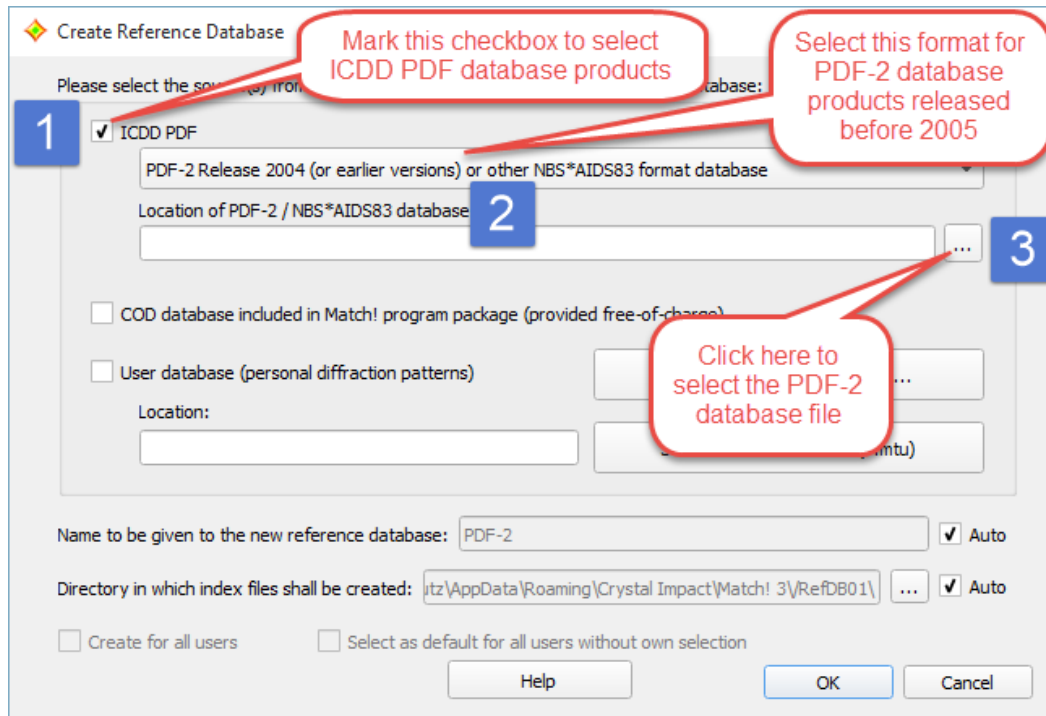 Create Reference Database
Mark this checkbox to select
ICDD PDF database products
Select this format for
PDF-2 database
products released
before 2005
Please select the
tabase:
1
ICDD PDF
PDF-2 Release 2004 (or earlier versions) or other NBS*AIDS83 format database
Location of PDF-2 / NBS*AIDS83 database
2
...
3
COD database included in Match! program package (provided free-of-charge)
Click here to
select the PDF-2
database file
User database (personal diffraction patterns)
...
Location:
mtu)
Name to be given to the new reference database: PDF-2
Auto
Directory in which index files shall be created: utz\AppData\Roaming\Crystal Impact\Match! 3\/RefDB01\
...
Auto
Create for all users
Select as default for all users without own selection
Help
OK
Cancel